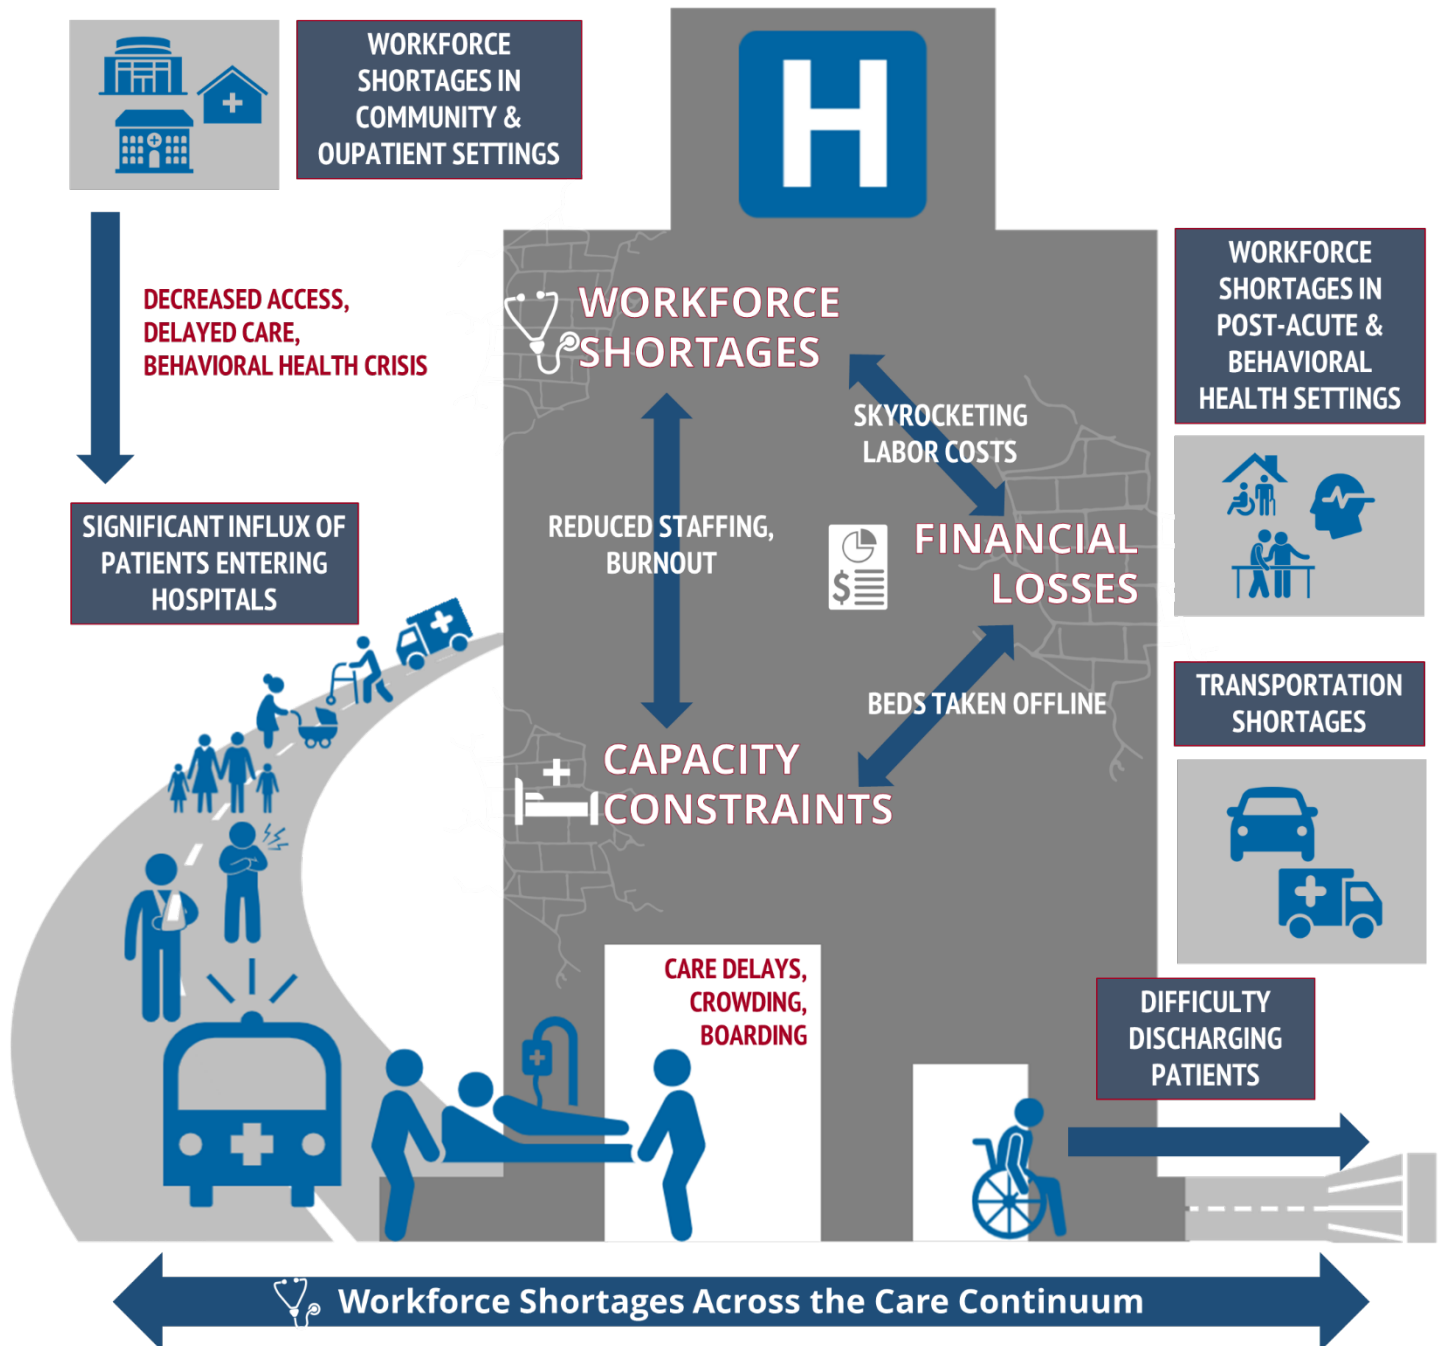 WORKFORCE
SHORTAGES IN
COMMUNITY &
OUPATIENT SETTINGS
H
DECREASED ACCESS,
DELAYED CARE,
BEHAVIORAL HEALTH CRISIS
SIGNIFICANT INFLUX OF
PATIENTS ENTERING
HOSPITALS
WORKFORCE
SHORTAGES
SKYROCKETING
LABOR COSTS
REDUCED STAFFING,
BURNOUT
$
FINANCIAL
LOSSES
BEDS TAKEN OFFLINE
CAPACITY
CONSTRAINTS
CARE DELAYS,
CROWDING,
BOARDING
WORKFORCE
SHORTAGES IN
POST-ACUTE &
BEHAVIORAL
HEALTH SETTINGS
TRANSPORTATION
SHORTAGES
DIFFICULTY
DISCHARGING
PATIENTS
Workforce Shortages Across the Care Continuum